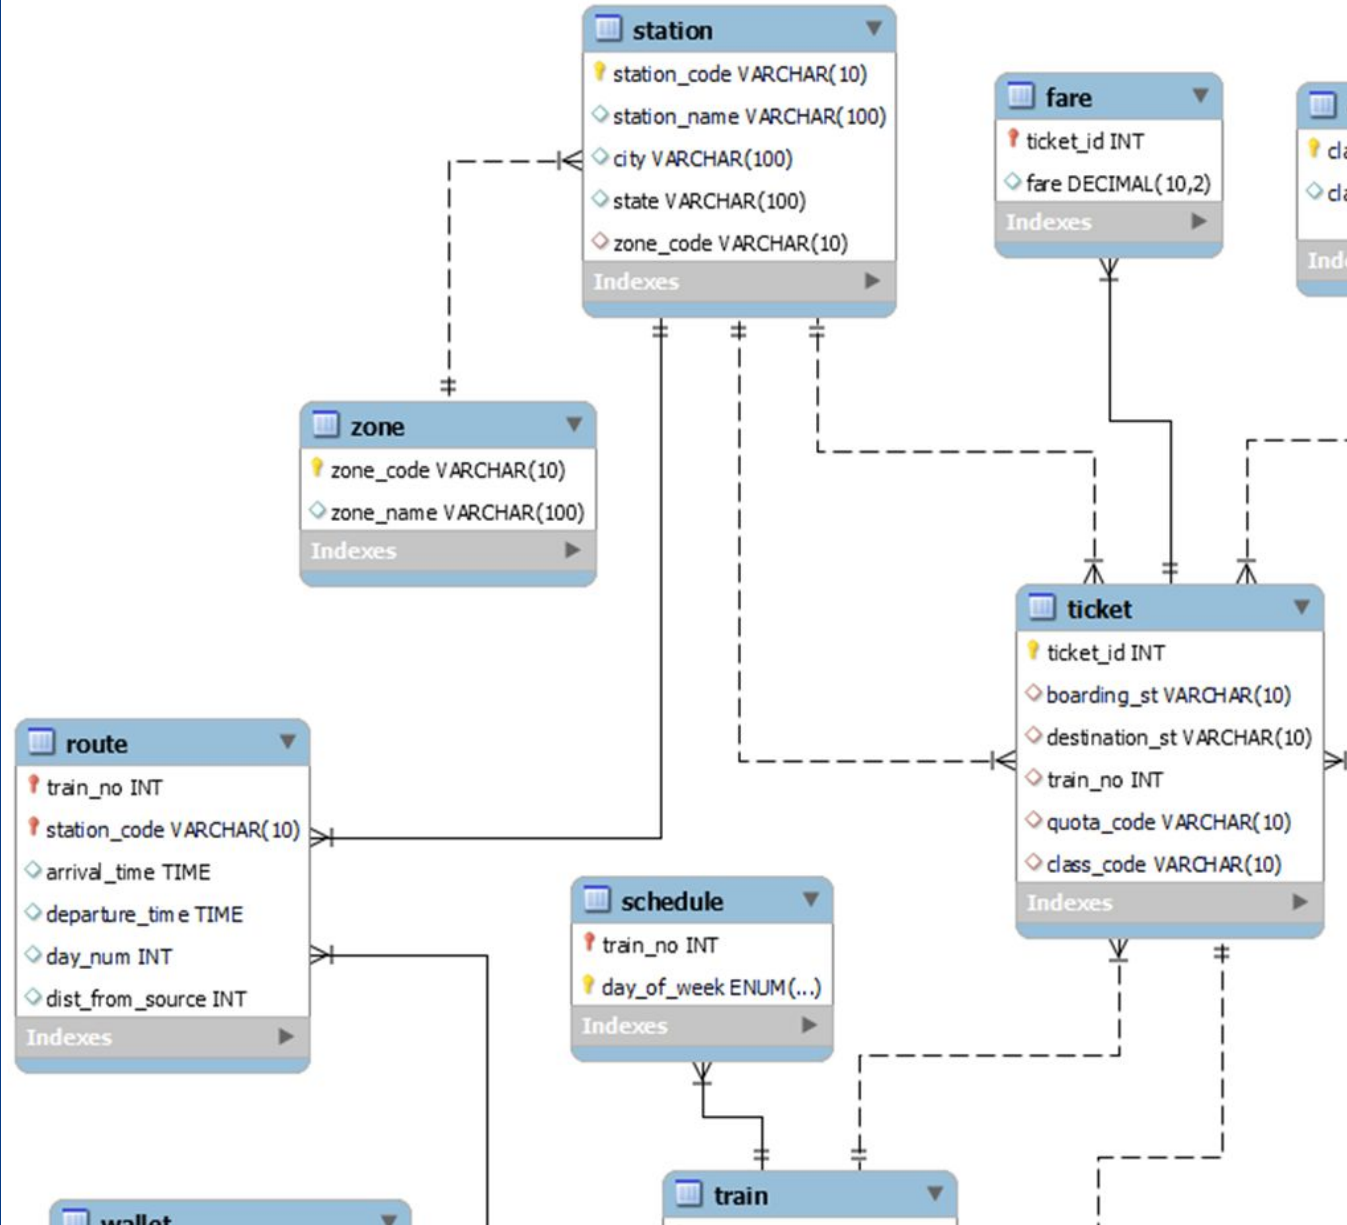 station
station_code VARCHAR(10)
station_name VARCHAR(100)
city VARCHAR(100)
state VARCHAR(100)
zone_code VARCHAR(10)
Indexes
fare
ticket_id INT
fare DECIMAL(10,2)
Indexes
zone
zone_code VARCHAR(10)
zone_name VARCHAR(100)
Indexes
ticket
ticket_id INT
boarding_st VARCHAR(10)
destination_st VARCHAR(10)
train_no INT
quota_code VARCHAR(10)
class_code VARCHAR(10)
Indexes
route
train_no INT
station_code VARCHAR(10)
arrival_time TIME
departure_time TIME
day_num INT
dist_from_source INT
Indexes
schedule
train_no INT
day_of_week ENUM(...)
Indexes
train
wallet